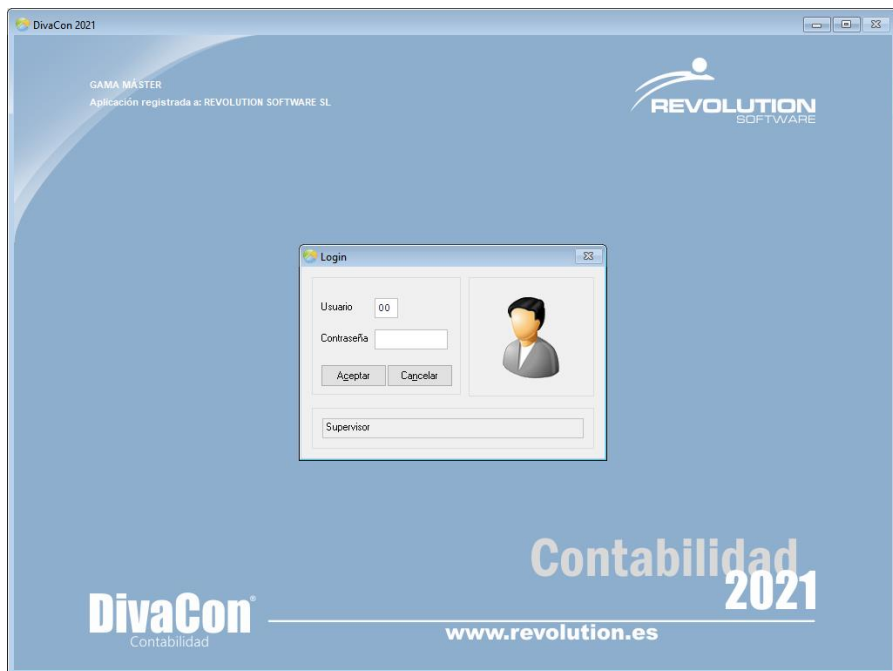 DivaCon 2021
GAMA MÁSTER
Aplicación registrada a: REVOLUTION SOFTWARE SL
REVOLUTION
SOFTWARE
Login
Usuario 00
Contraseña
Aceptar Cancelar
Supervisor
Contabilidad
2021
DivaCon®
Contabilidad
www.revolution.es